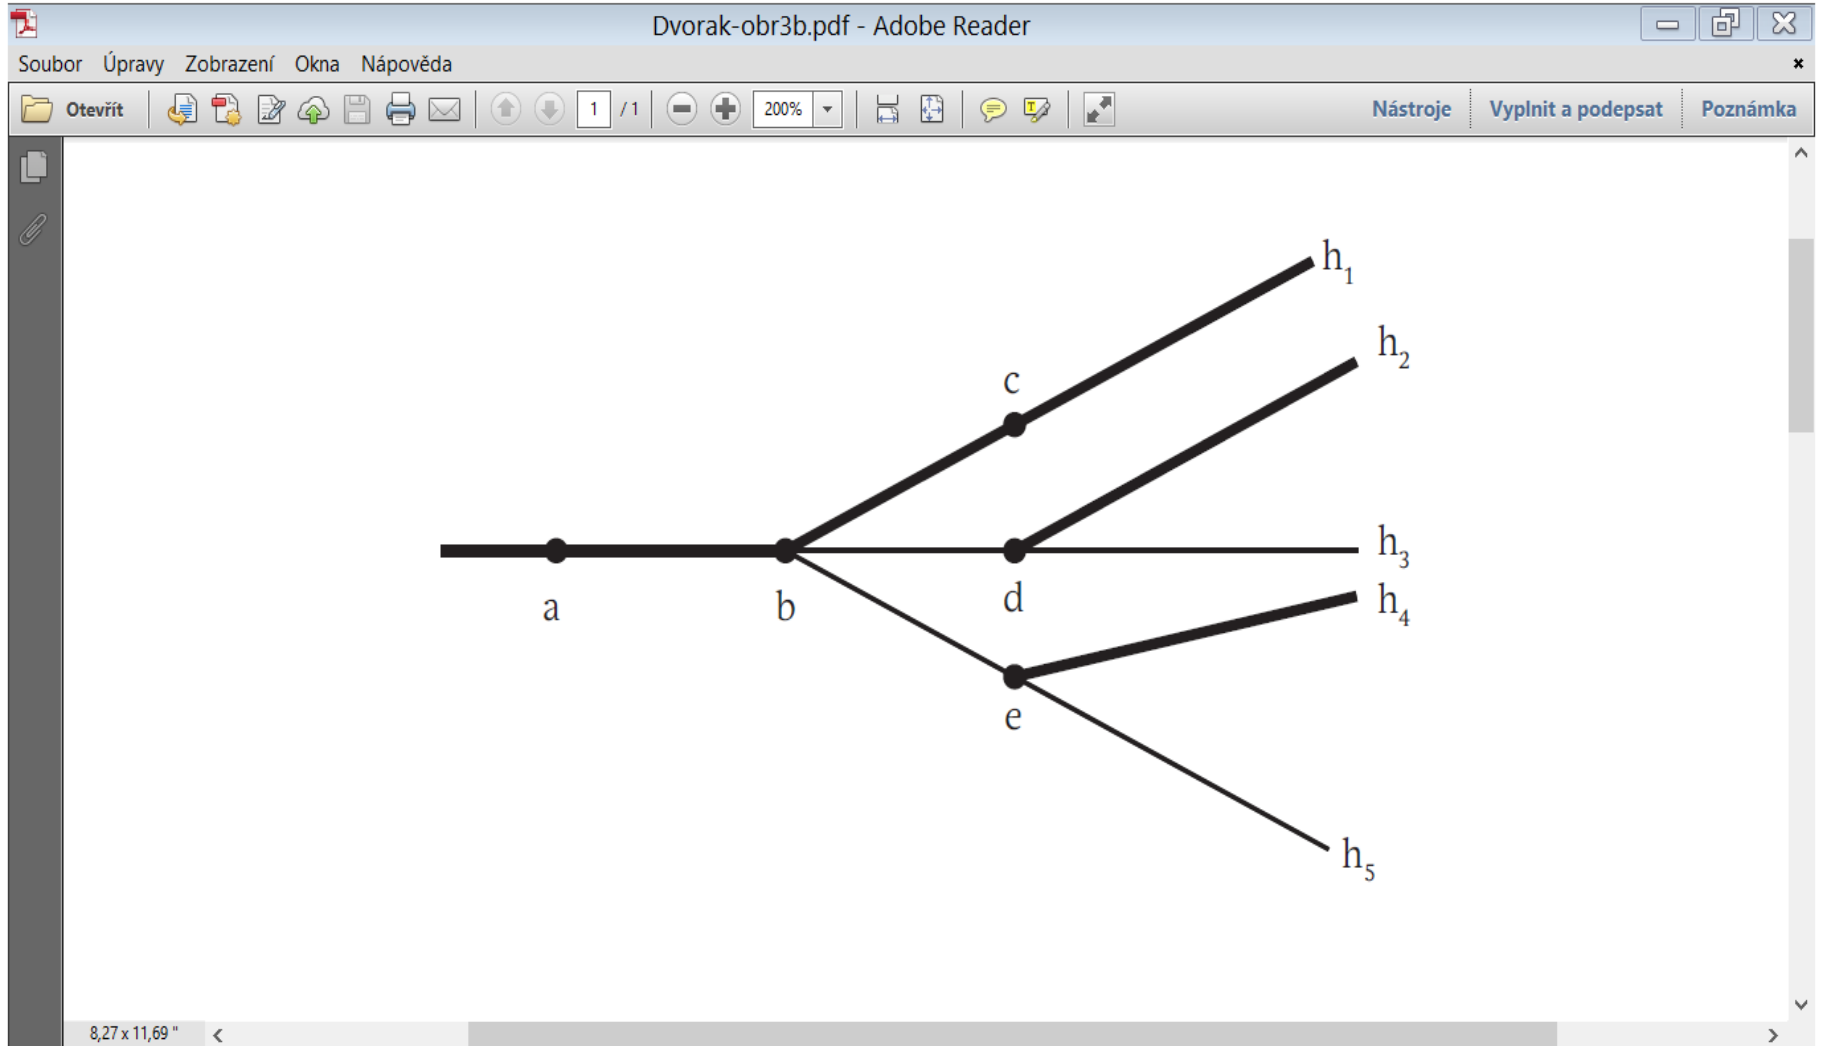 Dvorak-obr3b.pdf - Adobe Reader
Soubor Úpravy Zobrazení Okna Nápověda
Otevřít 1 / 1 200% Nástroje Vyplnit a podepsat Poznámka
h₁
h₂
c
h₃
a b d h₄
e
h₅
8,27 x 11,69 "